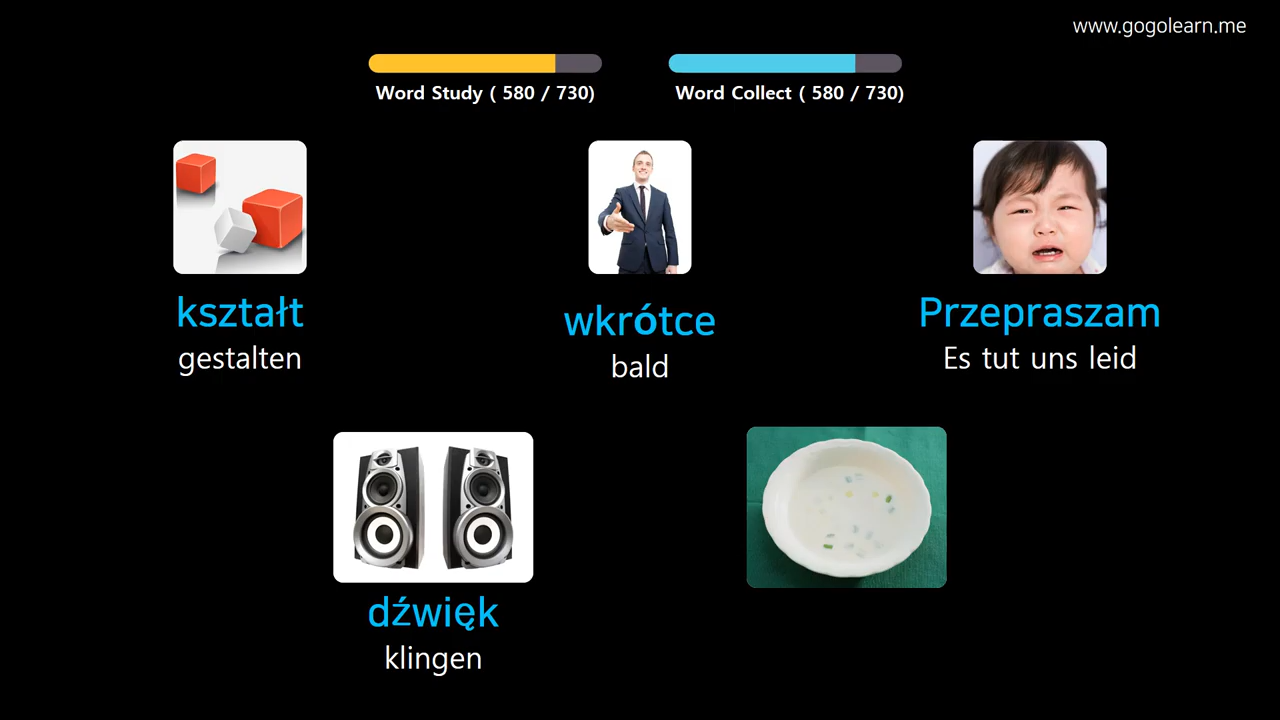 www.gogolearn.me
Word Study ( 580 / 730)
Word Collect ( 580 / 730)
kształt
gestalten
wkrótce
bald
Przepraszam
Es tut uns leid
dźwięk
klingen